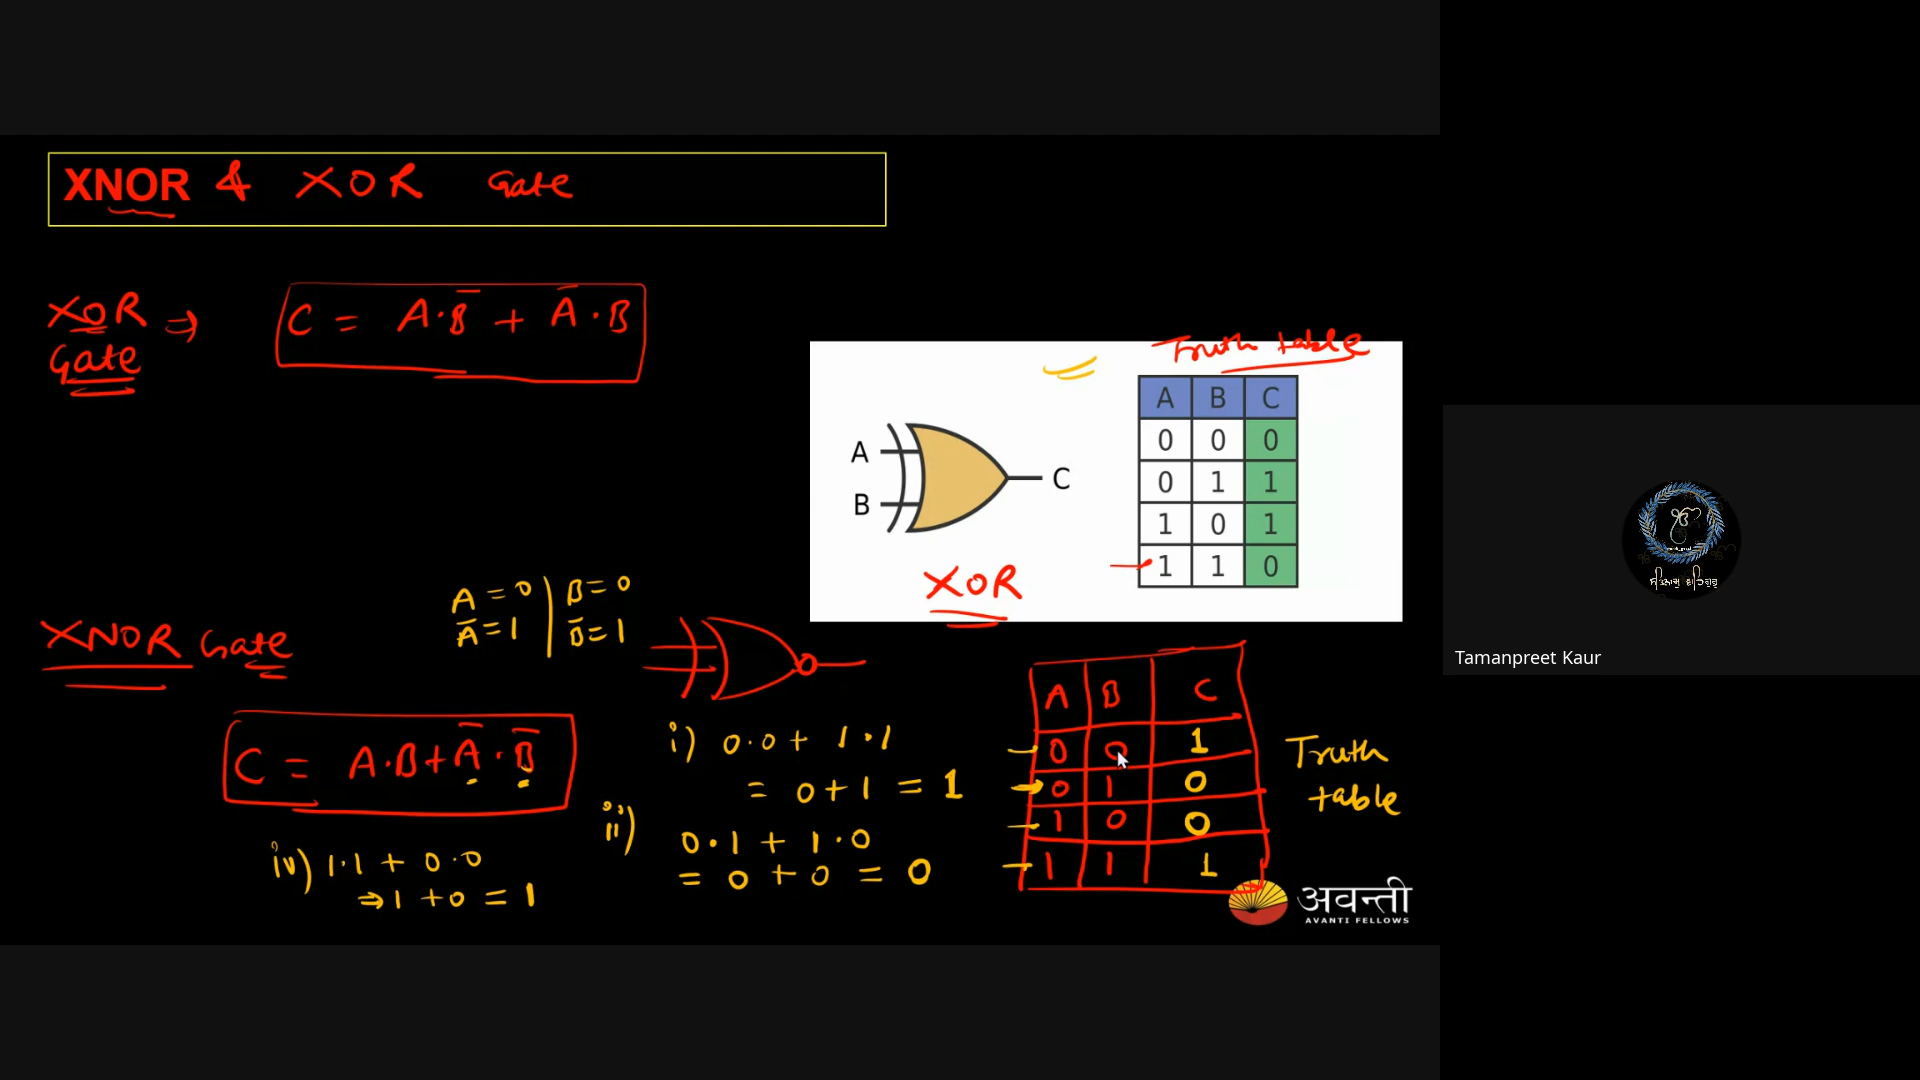 XNOR & XOR Gate
XOR ⇒ C = A·B̅ + A̅·B
Gate
Truth table
A B C
0 0 0
0 1 1
1 0 1
1 1 0
A
B
C
XOR
XNOR Gate
A = 0 | B = 0
A̅ = 1 | B̅ = 1
C = A·B + A̅·B̅
i) 0·0 + 1·1
= 0 + 1 = 1
ii) 0·1 + 1·0
= 0 + 0 = 0
iv) 1·1 + 0·0
⇒ 1 + 0 = 1
A B C
0 0 1
0 1 0
1 0 0
1 1 1
Truth
table
अवन्ती
AVANTI FELLOWS
Tamanpreet Kaur